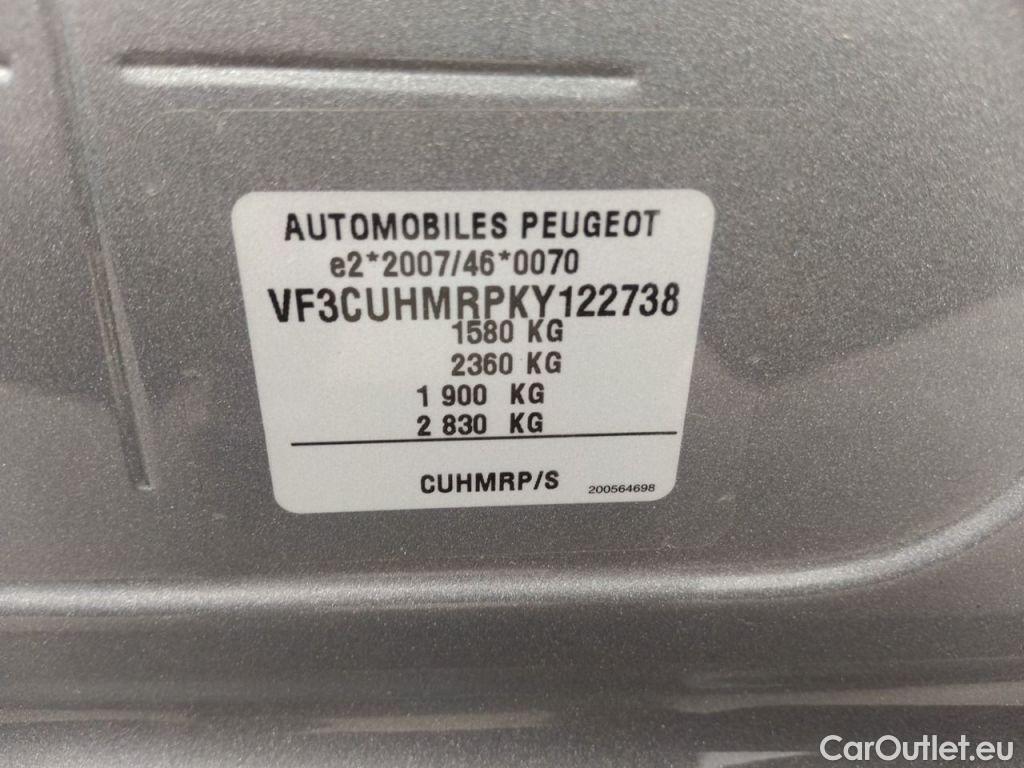 AUTOMOBILES PEUGEOT
e2*2007/46*0070
VF3CUHMRPKY122738
1580 KG
2360 KG
1 900 KG
2 830 KG
CUHMRP/S 200564698
CarOutlet.eu